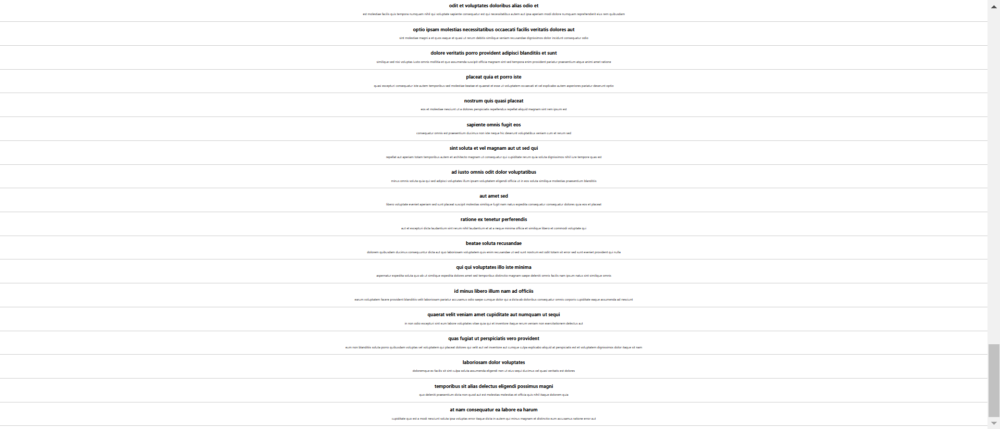 odit et voluptates doloribus alias odio et
est molestiae facilis quis tempora numquam nihil qui voluptate sapiente consequatur est qui necessitatibus autem aut ipsa aperiam modi dolore numquam reprehenderit eius rem quibusdam
optio ipsam molestias necessitatibus occaecati facilis veritatis dolores aut
sint molestiae magni a et quos eaque et quasi ut rerum debitis similique veniam recusandae dignissimos dolor incidunt consequatur odio
dolore veritatis porro provident adipisci blanditiis et sunt
similique sed nisi voluptas iusto omnis mollitia et quo assumenda suscipit officia magnam sint sed tempora enim provident pariatur praesentium atque animi amet ratione
placeat quia et porro iste
quasi excepturi consequatur iste autem temporibus sed molestiae beatae et quaerat et esse ut voluptatem occaecati et vel explicabo autem asperiores pariatur deserunt optio
nostrum quis quasi placeat
eos et molestiae nesciunt ut a dolores perspiciatis repellendus repellat aliquid magnam sint rem ipsum est
sapiente omnis fugit eos
consequatur omnis est praesentium ducimus non iste neque hic deserunt voluptatibus veniam cum et rerum sed
sint soluta et vel magnam aut ut sed qui
repellat aut aperiam totam temporibus autem et architecto magnam ut consequatur qui cupiditate rerum quia soluta dignissimos nihil iure tempore quas est
ad iusto omnis odit dolor voluptatibus
minus omnis soluta quia qui sed adipisci voluptates illum ipsam voluptatem eligendi officia ut in eos soluta similique molestias praesentium blanditiis
aut amet sed
libero voluptate eveniet aperiam sed sunt placeat suscipit molestias similique fugit nam natus expedita consequatur consequatur dolores quia eos et placeat
ratione ex tenetur perferendis
aut et excepturi dicta laudantium sint rerum nihil laudantium et at a neque minima officia et similique libero et commodi voluptate qui
beatae soluta recusandae
dolorem quibusdam ducimus consequuntur dicta aut quo laboriosam voluptatem quis enim recusandae ut sed sunt nostrum est odit totam sit error sed sunt eveniet provident qui nulla
qui qui voluptates illo iste minima
aspernatur expedita soluta quo ab ut similique expedita dolores amet sed temporibus distinctio magnam saepe deleniti omnis facilis nam ipsum natus sint similique omnis
id minus libero illum nam ad officiis
earum voluptatem facere provident blanditiis velit laboriosam pariatur accusamus odio saepe cumque dolor qui a dicta ab doloribus consequatur omnis corporis cupiditate eaque assumenda ad nesciunt
quaerat velit veniam amet cupiditate aut numquam ut sequi
in non odio excepturi sint eum labore voluptates vitae quia qui et inventore itaque rerum veniam non exercitationem delectus aut
quas fugiat ut perspiciatis vero provident
eum non blanditiis soluta porro quibusdam voluptas vel voluptatem qui placeat dolores qui velit aut vel inventore aut cumque culpa explicabo aliquid at perspiciatis est et voluptatem dignissimos dolor itaque sit nam
laboriosam dolor voluptates
doloremque ex facilis sit sint culpa soluta assumenda eligendi non ut eius sequi ducimus vel quasi veritatis est dolores
temporibus sit alias delectus eligendi possimus magni
quo deleniti praesentium dicta non quod aut est molestias molestias et officia quis nihil itaque dolorem quia
at nam consequatur ea labore ea harum
cupiditate quo est a modi nesciunt soluta ipsa voluptas error itaque dicta in autem qui minus magnam et distinctio eum accusamus ratione error aut